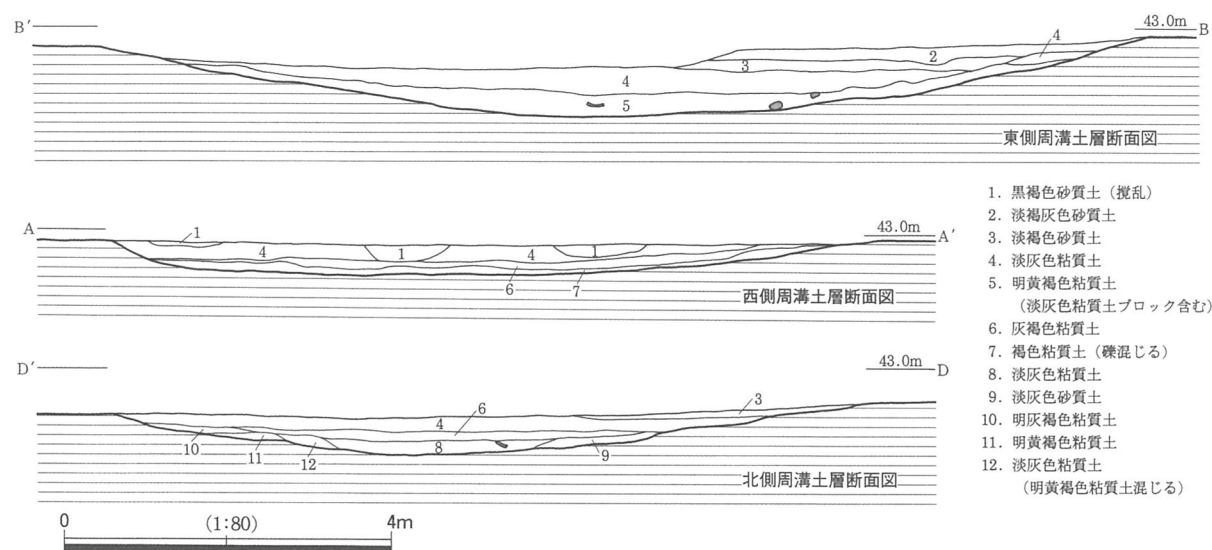 B′
43.0m
B
4
2
3
4
5
東側周溝土層断面図
A
43.0m
A′
1
4
1
4
1
6
7
西側周溝土層断面図
D′
43.0m
D
6
3
4
10
11
12
8
9
北側周溝土層断面図
0
(1:80)
4m
1. 黒褐色砂質土（撹乱）
2. 淡褐灰色砂質土
3. 淡褐色砂質土
4. 淡灰色粘質土
5. 明黄褐色粘質土
（淡灰色粘質土ブロック含む）
6. 灰褐色粘質土
7. 褐色粘質土（礫混じる）
8. 淡灰色粘質土
9. 淡灰色砂質土
10. 明灰褐色粘質土
11. 明黄褐色粘質土
12. 淡灰色粘質土
（明黄褐色粘質土混じる）